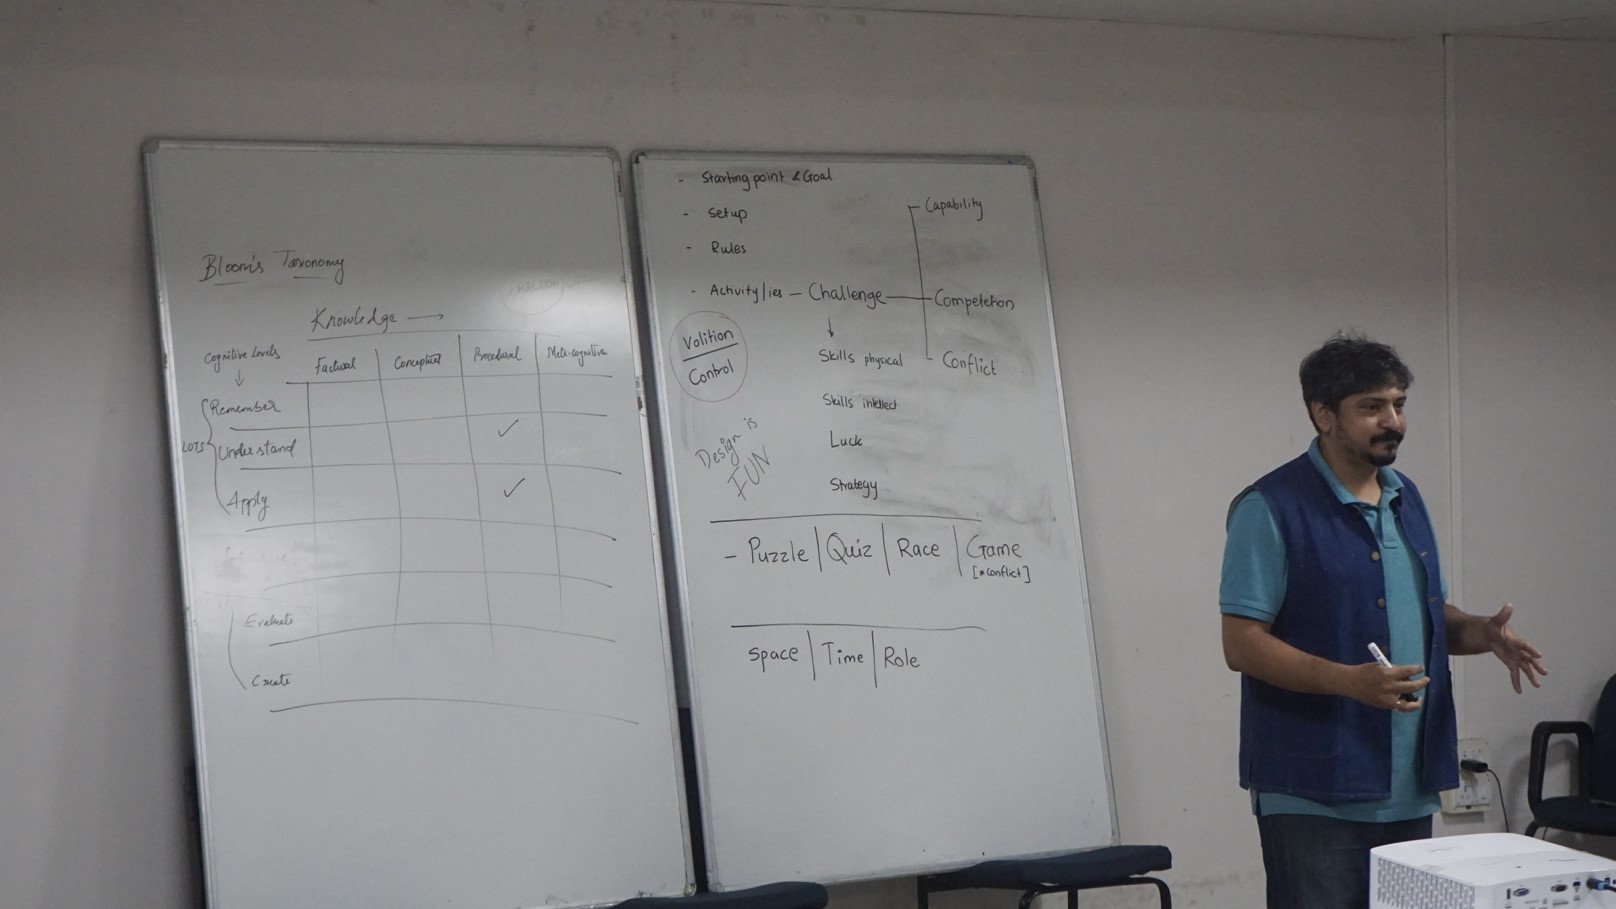 Bloom's Taxonomy
Knowledge →
Cognitive Levels
↓
Factual
Conceptual
Procedural
Meta-cognitive
LOTS
Remember
Understand ✓
Apply ✓
Evaluate
Create
- Starting point & Goal
- Setup
- Rules
- Activity/ies - Challenge
Capability
Competetion
Conflict
↓
Skills physical
Skills intellect
Luck
Strategy
Volition
Control
Design is
FUN
- Puzzle | Quiz | Race | Game
[*conflict]
Space | Time | Role